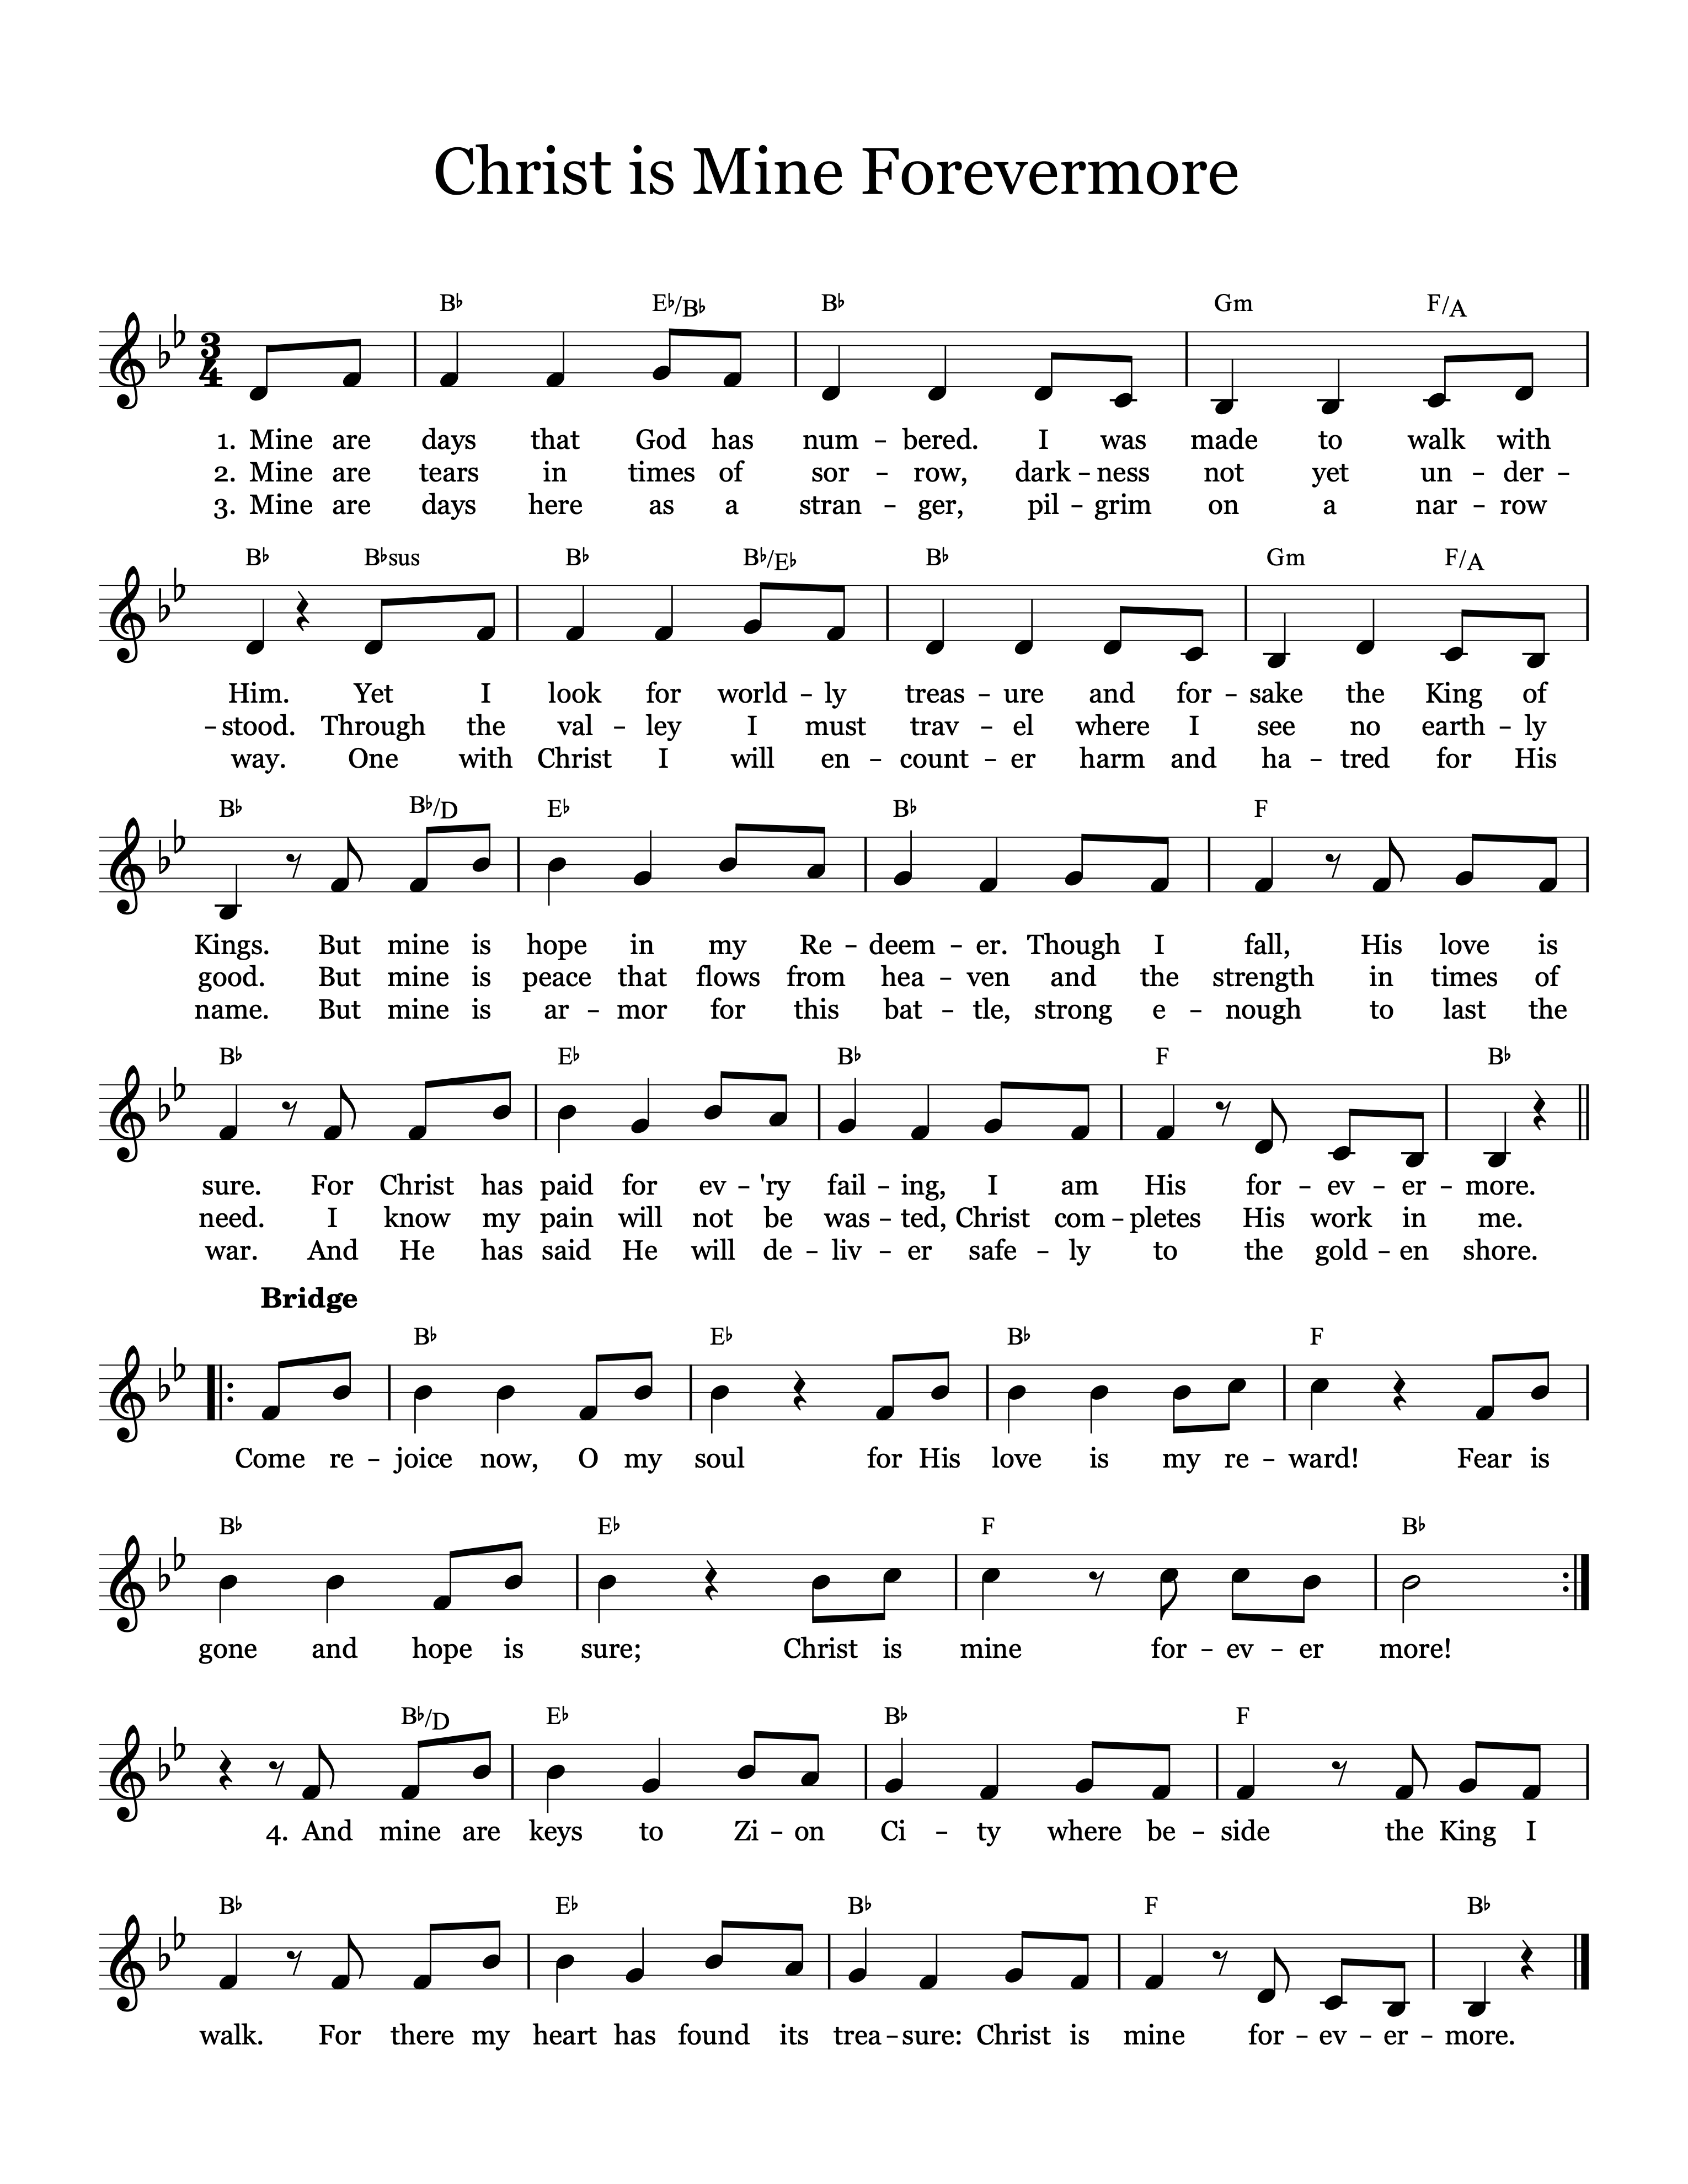 Christ is Mine Forevermore
B♭ E♭/B♭ B♭ Gm F/A
3
4
1. Mine are days that God has num – bered. I was made to walk with
2. Mine are tears in times of sor – row, dark – ness not yet un – der –
3. Mine are days here as a stran – ger, pil – grim on a nar – row
B♭ B♭sus B♭ B♭/E♭ B♭ Gm F/A
Him. Yet I look for world – ly treas – ure and for – sake the King of
– stood. Through the val – ley I must trav – el where I see no earth – ly
way. One with Christ I will en – count – er harm and ha – tred for His
B♭ B♭/D E♭ B♭ F
Kings. But mine is hope in my Re – deem – er. Though I fall, His love is
good. But mine is peace that flows from hea – ven and the strength in times of
name. But mine is ar – mor for this bat – tle, strong e – nough to last the
B♭ E♭ B♭ F B♭
sure. For Christ has paid for ev – 'ry fail – ing, I am His for – ev – er – more.
need. I know my pain will not be was – ted, Christ com – pletes His work in me.
war. And He has said He will de – liv – er safe – ly to the gold – en shore.
Bridge
B♭ E♭ B♭ F
Come re – joice now, O my soul for His love is my re – ward! Fear is
B♭ E♭ F B♭
gone and hope is sure; Christ is mine for – ev – er more!
B♭/D E♭ B♭ F
4. And mine are keys to Zi – on Ci – ty where be – side the King I
B♭ E♭ B♭ F B♭
walk. For there my heart has found its trea – sure: Christ is mine for – ev – er – more.